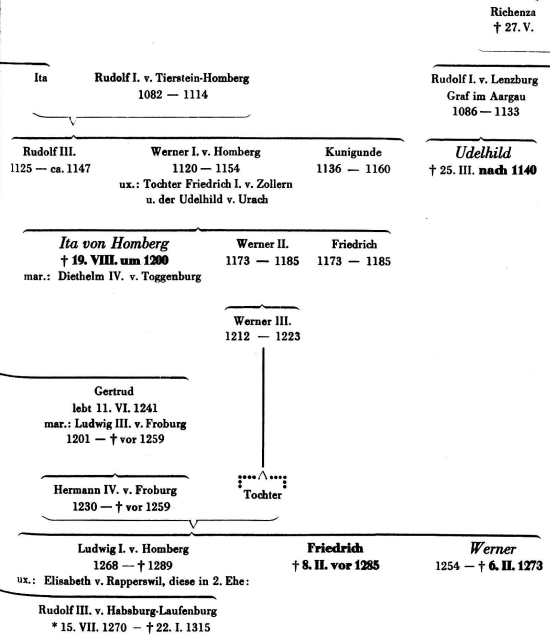 Richenza
† 27. V.
Ita
Rudolf I. v. Tierstein-Homberg
1082 — 1114
Rudolf I. v. Lenzburg
Graf im Aargau
1086 — 1133
Rudolf III.
1125 — ca. 1147
Werner I. v. Homberg
1120 — 1154
ux.: Tochter Friedrich I. v. Zollern
u. der Udelhild v. Urach
Kunigunde
1136 — 1160
Udelhild
† 25. III. nach 1140
Ita von Homberg
† 19. VIII. um 1200
mar.: Diethelm IV. v. Toggenburg
Werner II.
1173 — 1185
Friedrich
1173 — 1185
Werner III.
1212 — 1223
Gertrud
lebt 11. VI. 1241
mar.: Ludwig III. v. Froburg
1201 — † vor 1259
Hermann IV. v. Froburg
1230 — † vor 1259
Tochter
Ludwig I. v. Homberg
1268 — † 1289
ux.: Elisabeth v. Rapperswil, diese in 2. Ehe:
Friedrich
† 8. II. vor 1285
Werner
1254 — † 6. II. 1273
Rudolf III. v. Habsburg-Laufenburg
* 15. VII. 1270 — † 22. I. 1315